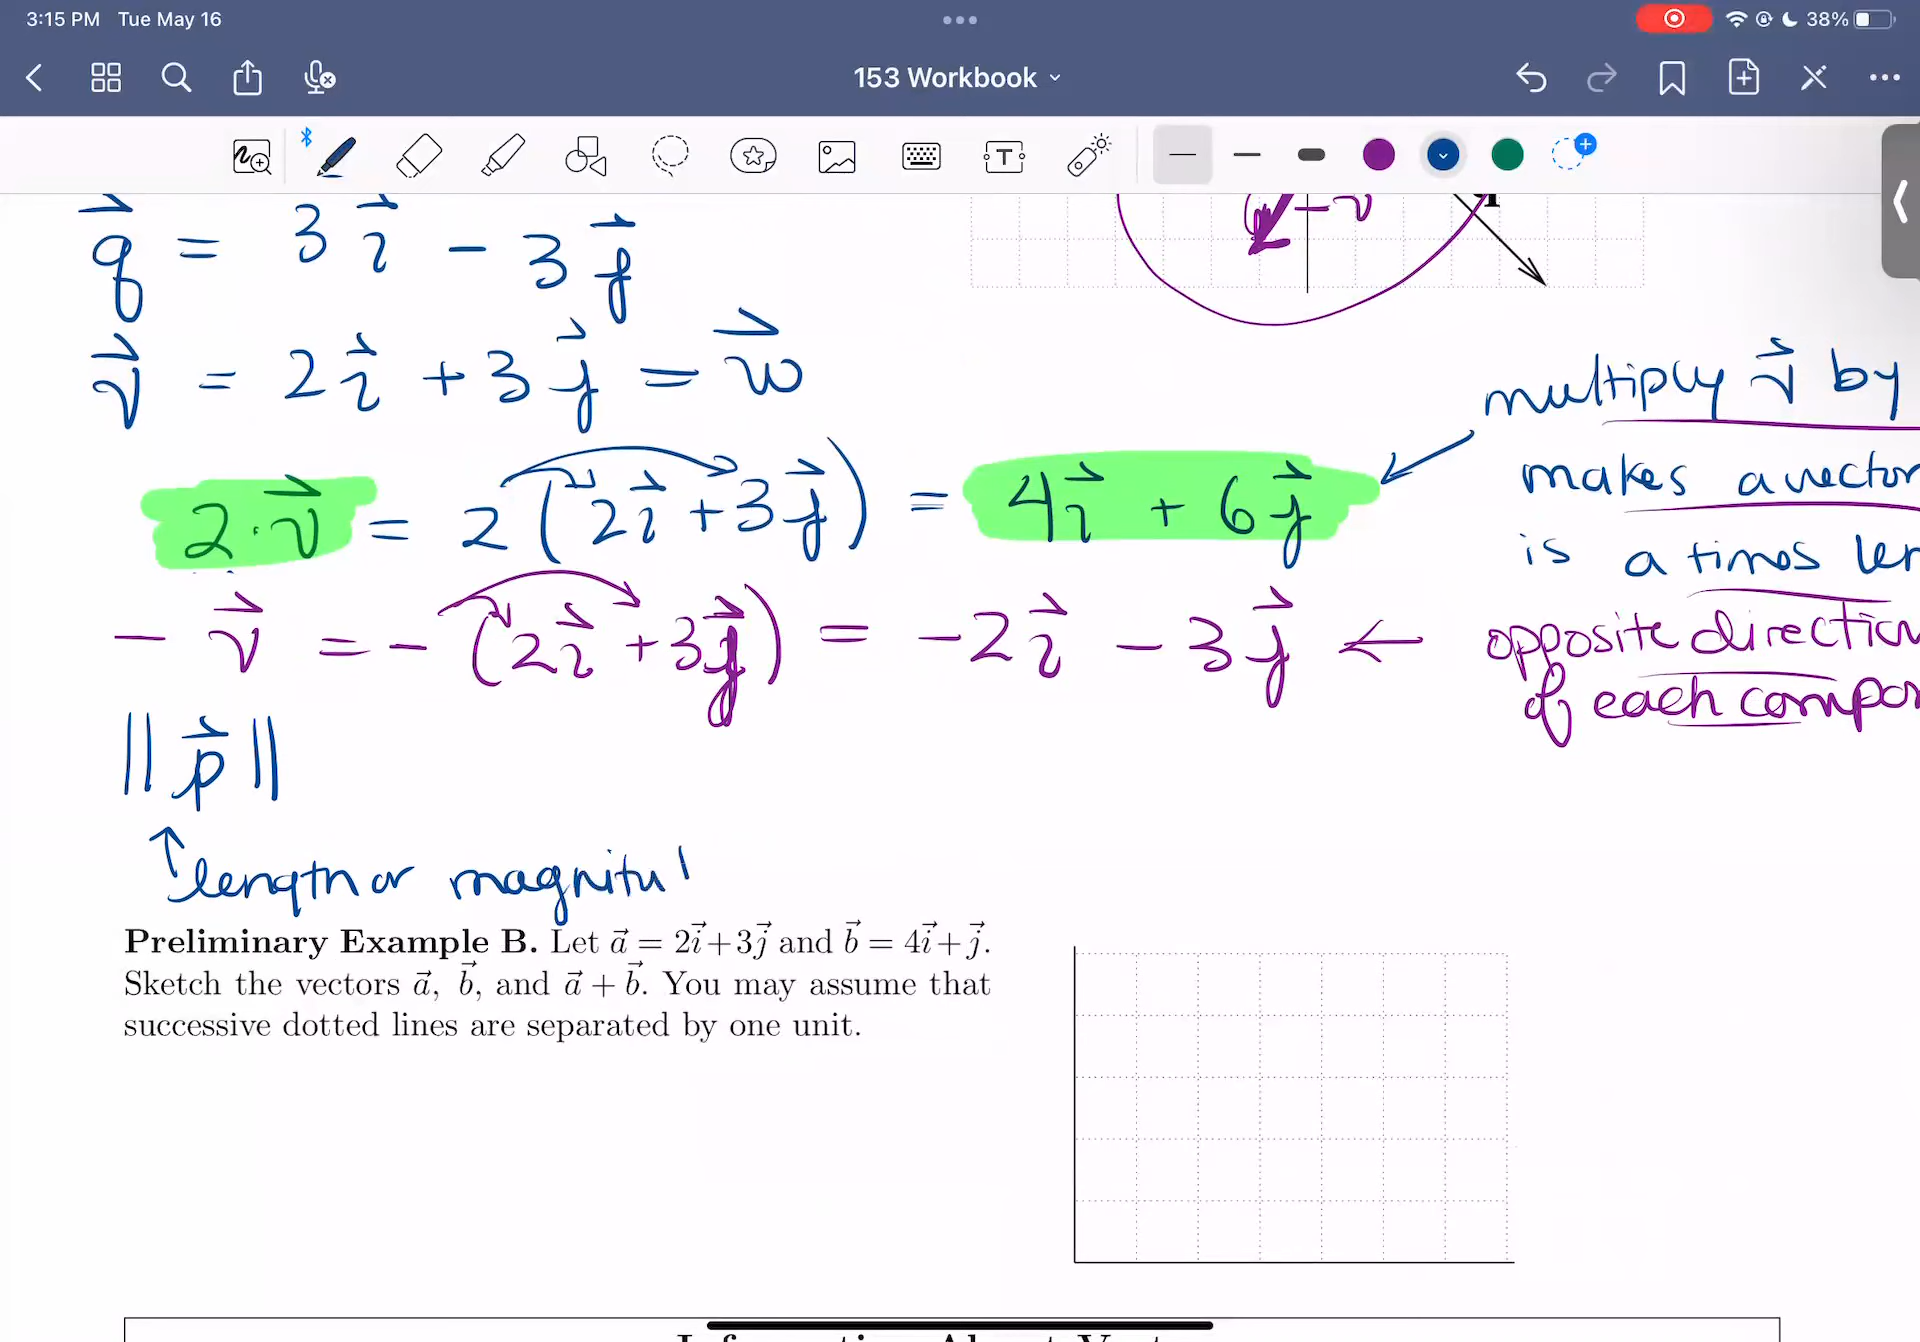 3:15 PM Tue May 16
38%
153 Workbook
T
q⃗ = 3 i⃗ - 3 j⃗
- v
v⃗ = 2 i⃗ + 3 j⃗ = w⃗
multiply v⃗ by
2 · v⃗ = 2 ( 2 i⃗ + 3 j⃗ ) = 4 i⃗ + 6 j⃗
makes a vector
is a times len
- v⃗ = - ( 2 i⃗ + 3 j⃗ ) = - 2 i⃗ - 3 j⃗ ←
opposite direction
of each compon
|| p⃗ ||
↑ length or magnitu
Preliminary Example B. Let a⃗ = 2i⃗+3j⃗ and b⃗ = 4i⃗+j⃗.
Sketch the vectors a⃗, b⃗, and a⃗ + b⃗. You may assume that
successive dotted lines are separated by one unit.